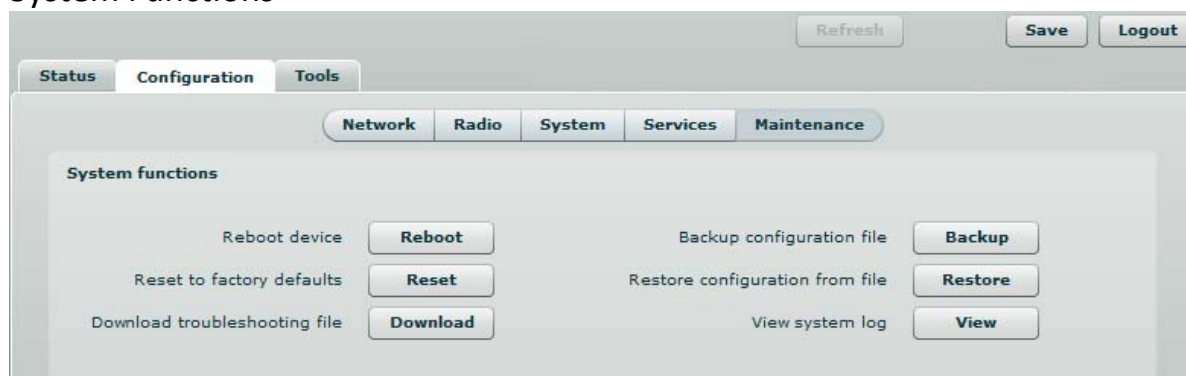 System Functions
Refresh Save Logout
Status Configuration Tools
Network Radio System Services Maintenance
System functions
Reboot device Reboot Backup configuration file Backup
Reset to factory defaults Reset Restore configuration from file Restore
Download troubleshooting file Download View system log View